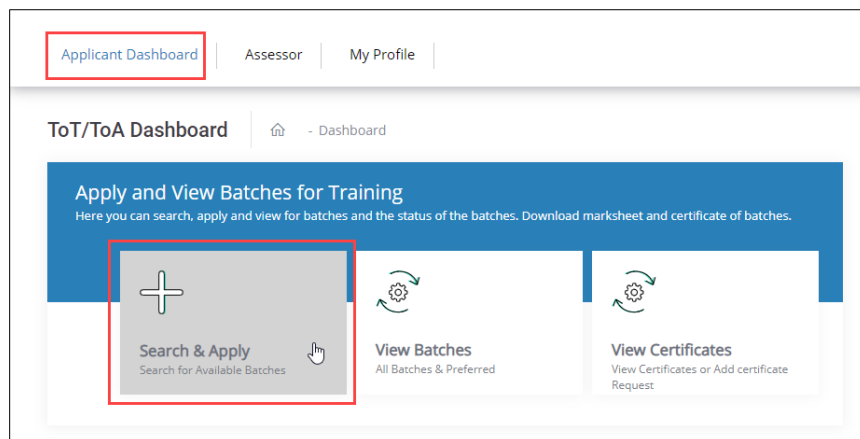 Applicant Dashboard Assessor My Profile
ToT/ToA Dashboard - Dashboard
Apply and View Batches for Training
Here you can search, apply and view for batches and the status of the batches. Download marksheet and certificate of batches.
Search & Apply
Search for Available Batches
View Batches
All Batches & Preferred
View Certificates
View Certificates or Add certificate
Request